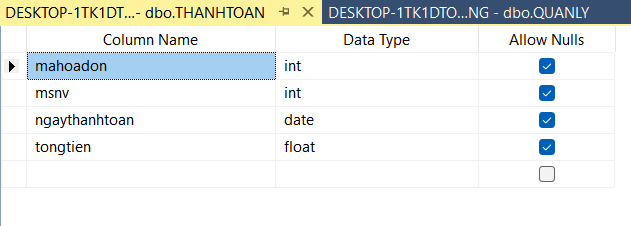 DESKTOP-1TK1DT...- dbo.THANHTOAN DESKTOP-1TK1DTO...NG - dbo.QUANLY
Column Name Data Type Allow Nulls
mahoadon int
msnv int
ngaythanhtoan date
tongtien float